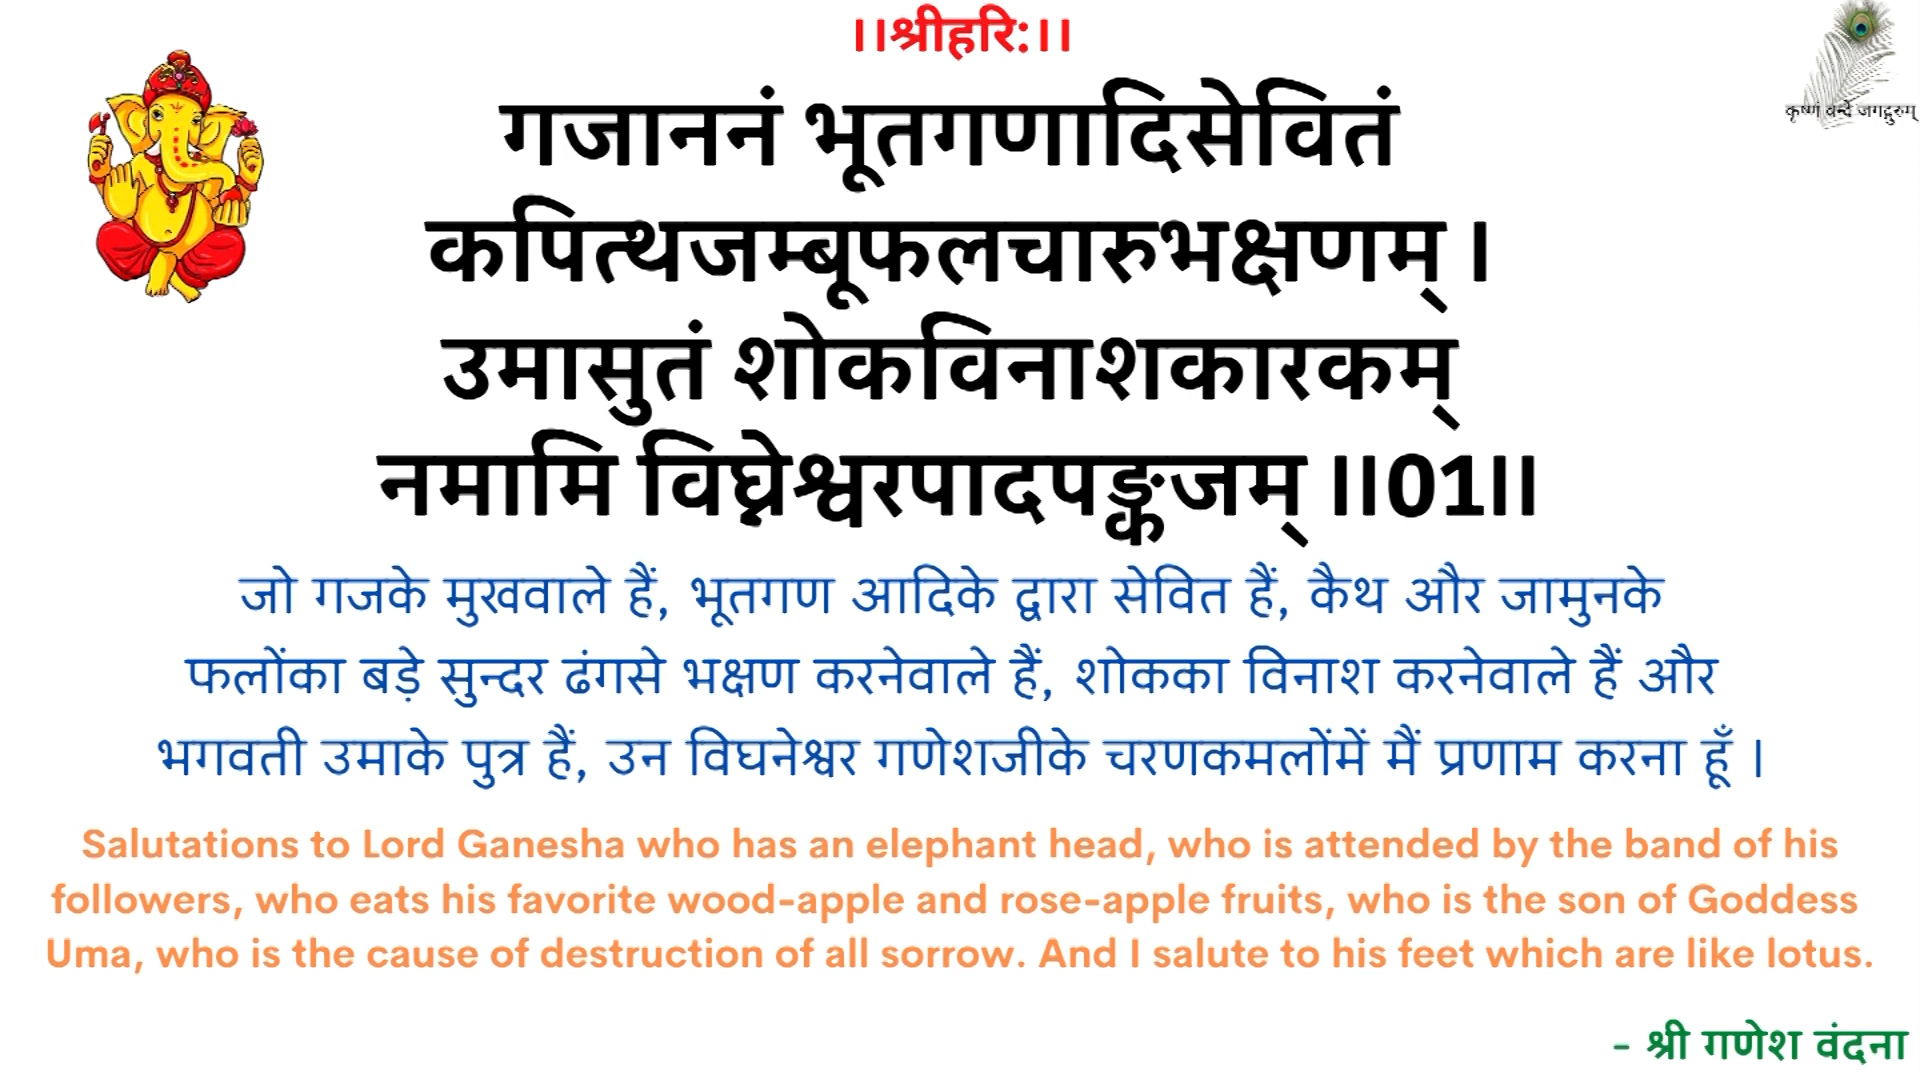 ।।श्रीहरि:।।
कृष्णं वन्दे जगद्गुरुम्
गजाननं भूतगणादिसेवितं
कपित्थजम्बूफलचारुभक्षणम् ।
उमासुतं शोकविनाशकारकम्
नमामि विघ्नेश्वरपादपङ्कजम् ।।01।।
जो गजके मुखवाले हैं, भूतगण आदिके द्वारा सेवित हैं, कैथ और जामुनके
फलोंका बड़े सुन्दर ढंगसे भक्षण करनेवाले हैं, शोकका विनाश करनेवाले हैं और
भगवती उमाके पुत्र हैं, उन विघनेश्वर गणेशजीके चरणकमलोंमें मैं प्रणाम करना हूँ ।
Salutations to Lord Ganesha who has an elephant head, who is attended by the band of his
followers, who eats his favorite wood-apple and rose-apple fruits, who is the son of Goddess
Uma, who is the cause of destruction of all sorrow. And I salute to his feet which are like lotus.
- श्री गणेश वंदना